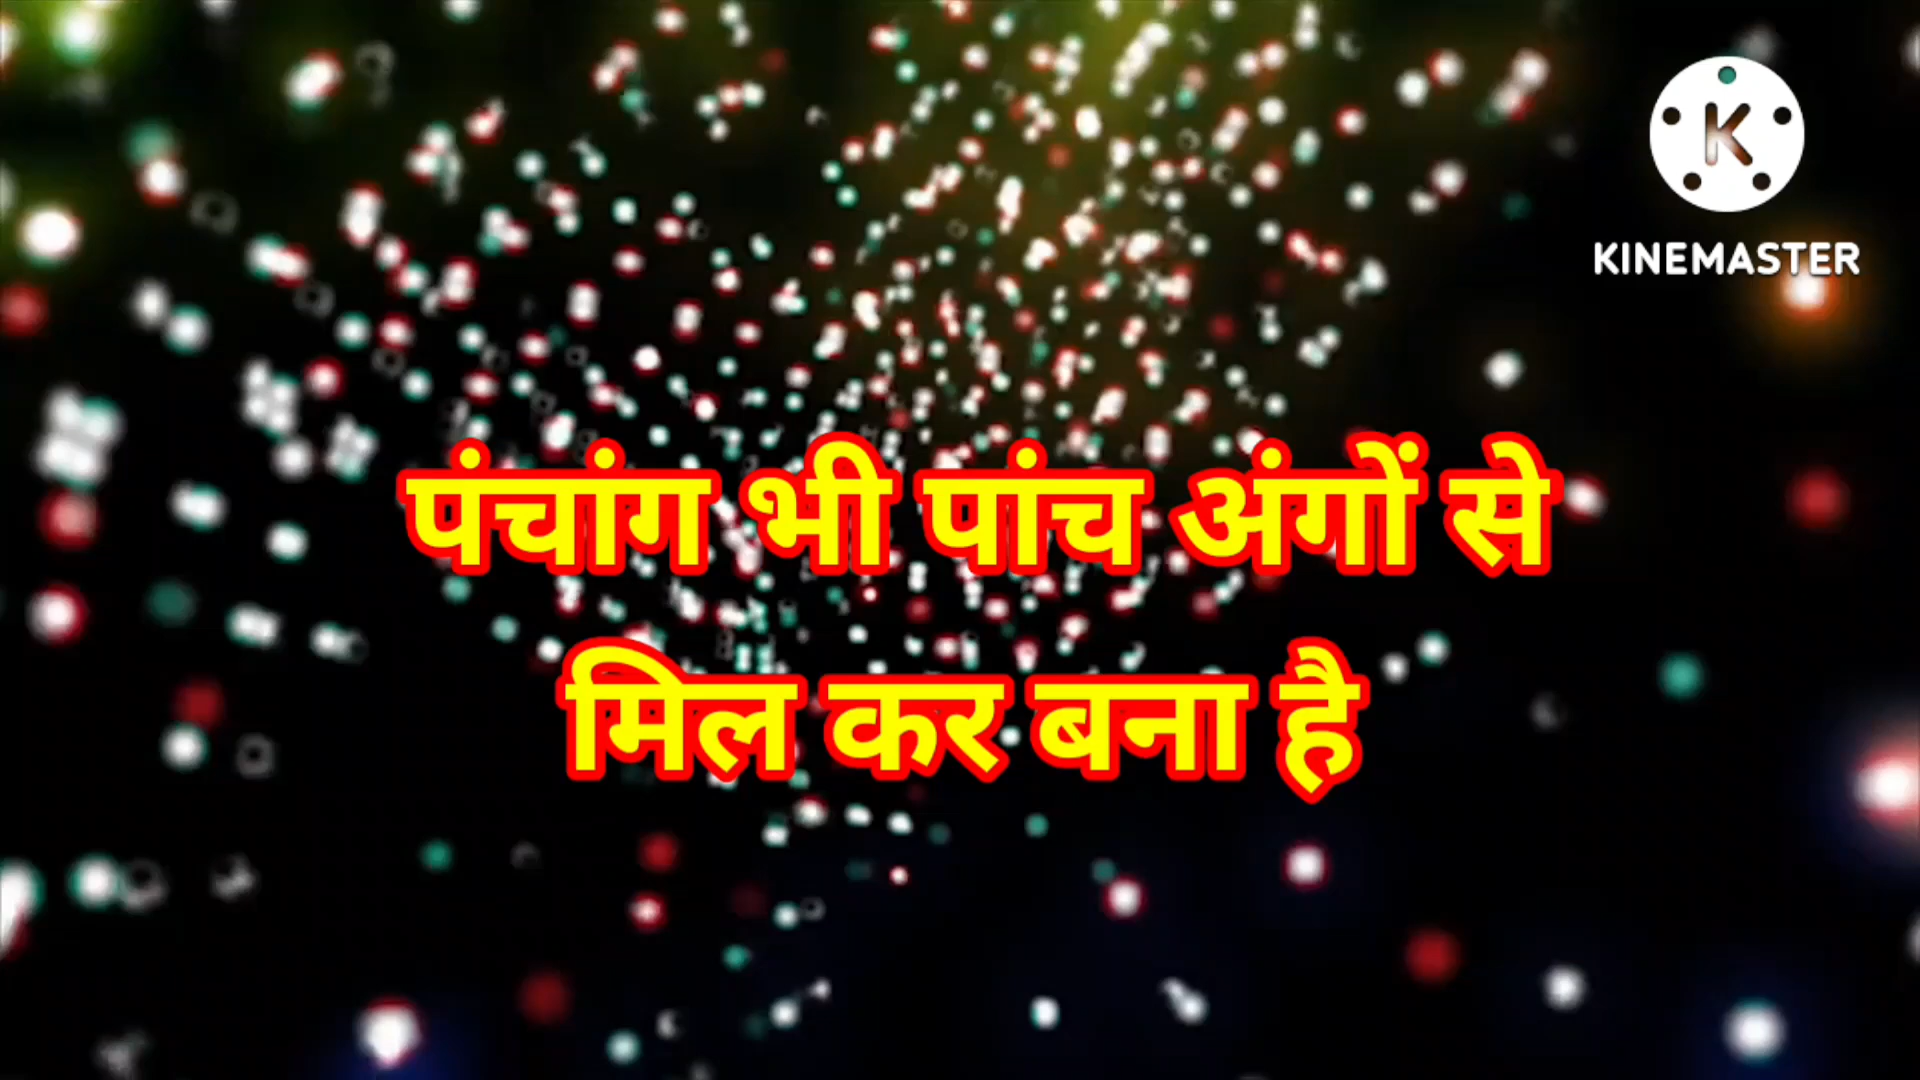 KINEMASTER
पंचांग भी पांच अंगों से
मिल कर बना है